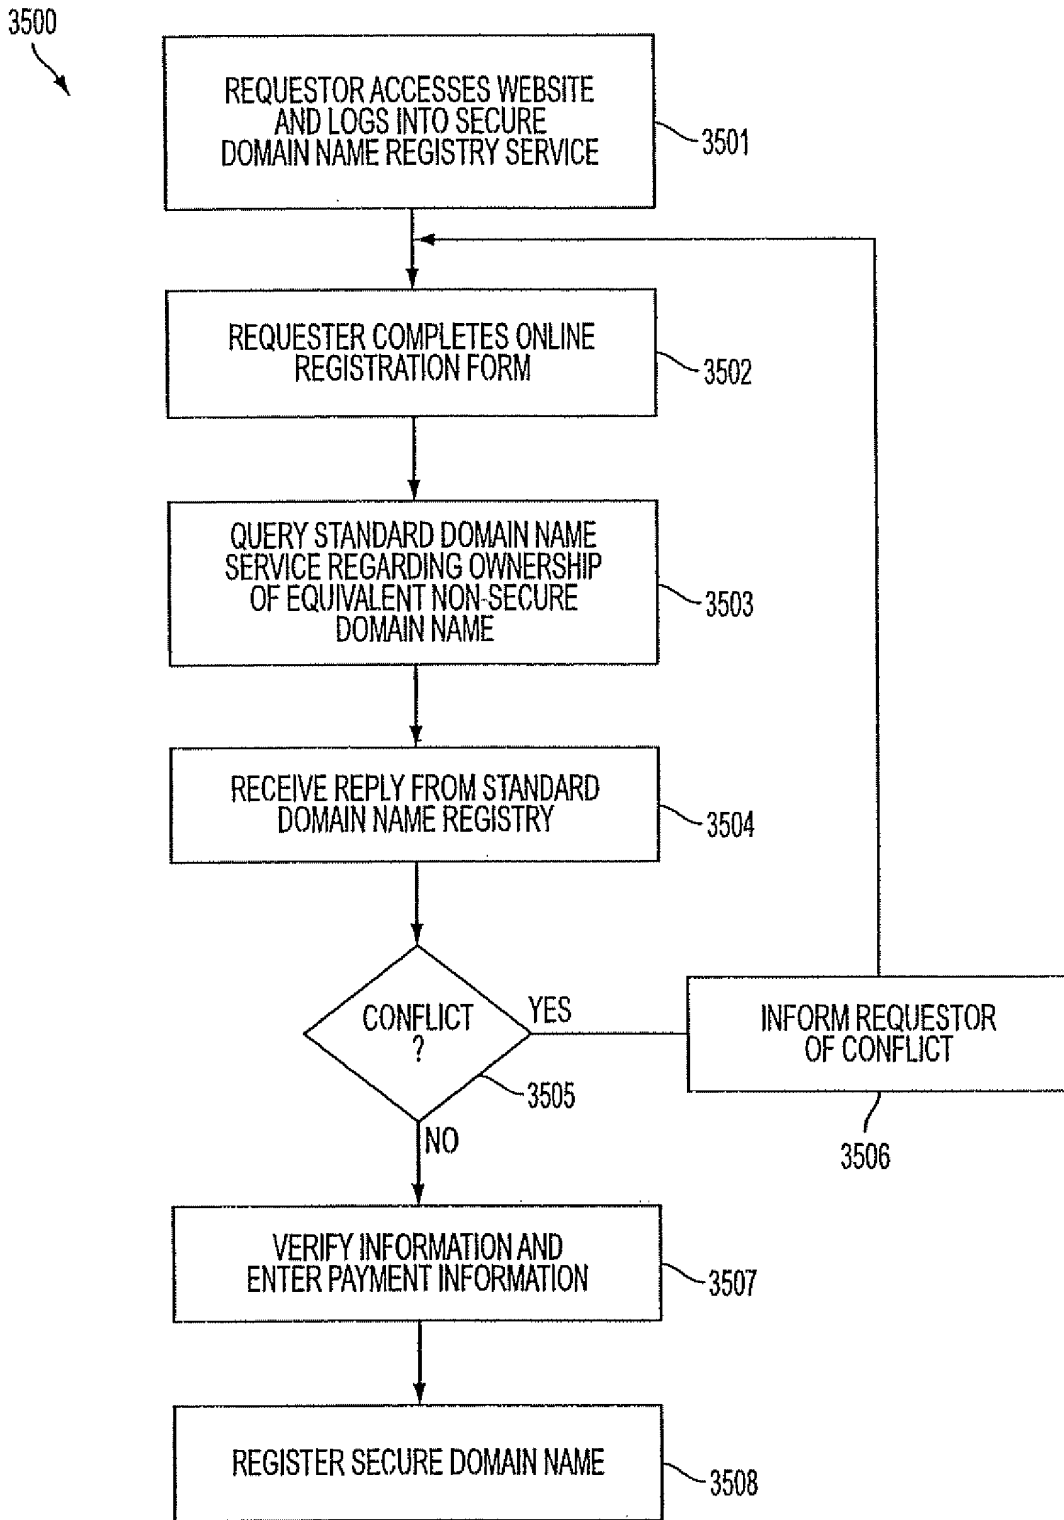 3500
REQUESTOR ACCESSES WEBSITE
AND LOGS INTO SECURE
DOMAIN NAME REGISTRY SERVICE
3501
REQUESTER COMPLETES ONLINE
REGISTRATION FORM
3502
QUERY STANDARD DOMAIN NAME
SERVICE REGARDING OWNERSHIP
OF EQUIVALENT NON-SECURE
DOMAIN NAME
3503
RECEIVE REPLY FROM STANDARD
DOMAIN NAME REGISTRY
3504
CONFLICT
?
YES
3505
NO
INFORM REQUESTOR
OF CONFLICT
3506
VERIFY INFORMATION AND
ENTER PAYMENT INFORMATION
3507
REGISTER SECURE DOMAIN NAME
3508